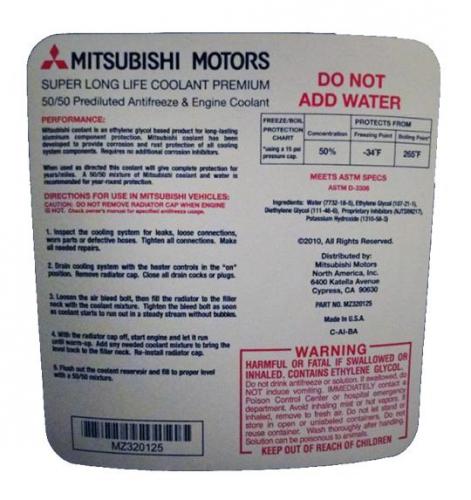 MITSUBISHI MOTORS
SUPER LONG LIFE COOLANT PREMIUM
50/50 Prediluted Antifreeze & Engine Coolant
PERFORMANCE:
Mitsubishi coolant is an ethylene glycol based product for long-lasting
aluminum component protection. Mitsubishi coolant has been
developed to provide corrosion and rust protection of all cooling
system components. Requires no additional corrosion inhibitors.
When used as directed this coolant will give complete protection for
years/miles. A 50/50 mixture of Mitsubishi coolant and water is
recommended for year-round protection.
DIRECTIONS FOR USE IN MITSUBISHI VEHICLES:
CAUTION: DO NOT REMOVE RADIATOR CAP WHEN ENGINE
IS HOT. Check owner's manual for specified antifreeze usage.
1. Inspect the cooling system for leaks, loose connections,
worn parts or defective hoses. Tighten all connections. Make
all needed repairs.
2. Drain cooling system with the heater controls in the "on"
position. Remove radiator cap. Close all drain cocks or plugs.
3. Loosen the air bleed bolt, then fill the radiator to the filler
neck with the coolant mixture. Tighten the bleed bolt as soon
as coolant starts to run out in a steady stream without bubbles.
4. With the radiator cap off, start engine and let it run
until warm-up. Add any needed coolant mixture to bring the
level back to the filler neck. Re-install radiator cap.
5. Flush out the coolant reservoir and fill to proper level
with a 50/50 mixture.
MZ320125
DO NOT
ADD WATER
FREEZE/BOIL
PROTECTION
CHART
*using a 15 psi
pressure cap.
PROTECTS FROM
Concentration Freezing Point Boiling Point*
50% -34°F 265°F
MEETS ASTM SPECS
ASTM D-3306
Ingredients: Water (7732-18-5), Ethylene Glycol (107-21-1),
Diethylene Glycol (111-46-6), Proprietary Inhibitors
Potassium Hydroxide (1310-58-3)
©2010, All Rights Reserved.
Distributed by:
Mitsubishi Motors
North America, Inc.
6400 Katella Avenue
Cypress, CA 90630
PART NO. MZ320125
Made in U.S.A.
C-AI-BA
WARNING
HARMFUL OR FATAL IF SWALLOWED OR
INHALED. CONTAINS ETHYLENE GLYCOL.
Do not drink antifreeze or solution. If swallowed, do
NOT induce vomiting. IMMEDIATELY contact a
Poison Control Center or hospital emergency
department. Avoid inhaling mist or hot vapors. If
inhaled, remove to fresh air. Do not let stand or
store in open or unlabeled containers. Do not
reuse container. Wash thoroughly after handling.
Solution can be poisonous to animals.
KEEP OUT OF REACH OF CHILDREN